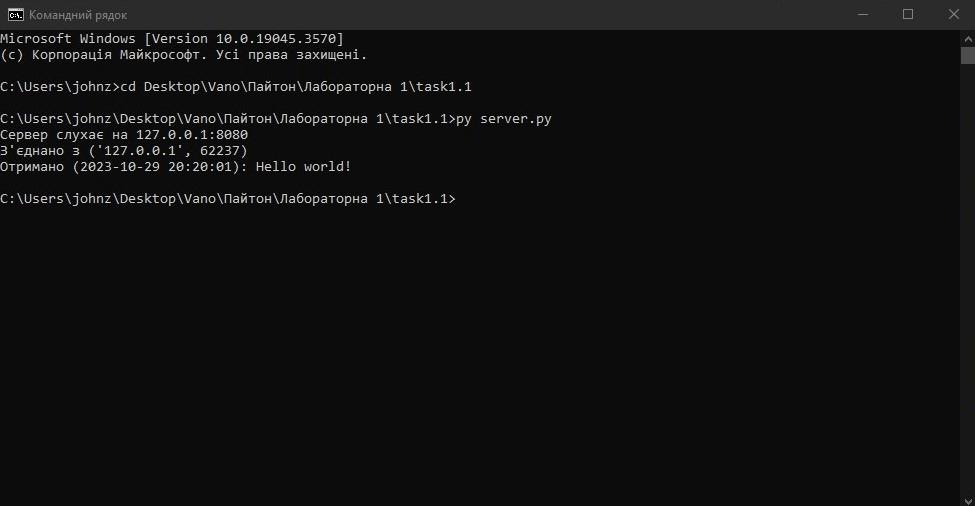 Командний рядок
Microsoft Windows [Version 10.0.19045.3570]
(c) Корпорація Майкрософт. Усі права захищені.
C:\Users\johnz>cd Desktop\Vano\Пайтон\Лабораторна 1\task1.1
C:\Users\johnz\Desktop\Vano\Пайтон\Лабораторна 1\task1.1>py server.py
Сервер слухає на 127.0.0.1:8080
З'єднано з ('127.0.0.1', 62237)
Отримано (2023-10-29 20:20:01): Hello world!
C:\Users\johnz\Desktop\Vano\Пайтон\Лабораторна 1\task1.1>